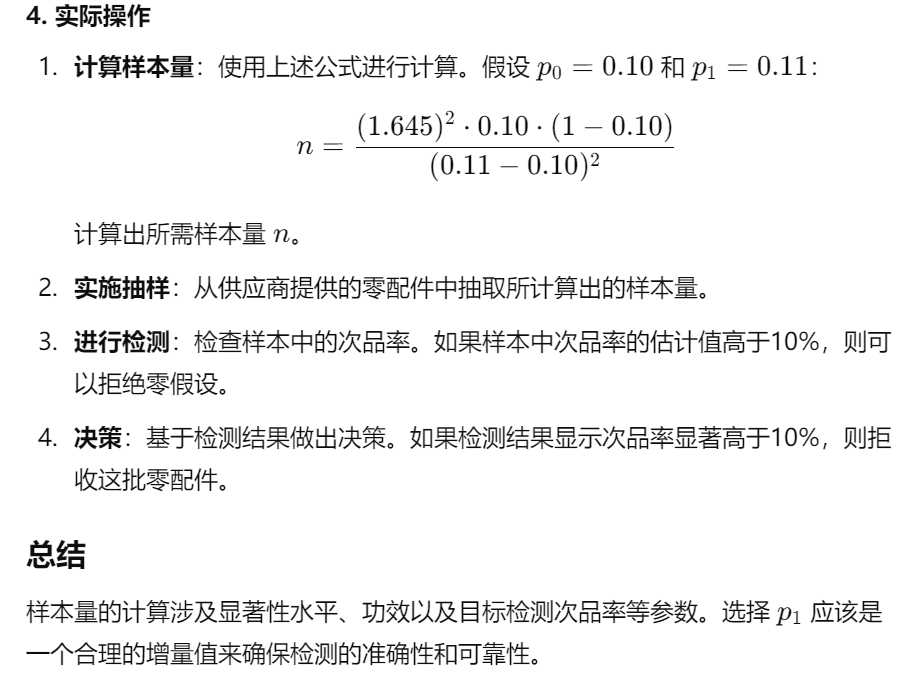 4. 实际操作
1. 计算样本量：使用上述公式进行计算。假设 p₀ = 0.10 和 p₁ = 0.11：
n = \frac{(1.645)² · 0.10 · (1 − 0.10)}{(0.11 − 0.10)²}
计算出所需样本量 n。
2. 实施抽样：从供应商提供的零配件中抽取所计算出的样本量。
3. 进行检测：检查样本中的次品率。如果样本中次品率的估计值高于10%，则可
以拒绝零假设。
4. 决策：基于检测结果做出决策。如果检测结果显示次品率显著高于10%，则拒
收这批零配件。
总结
样本量的计算涉及显著性水平、功效以及目标检测次品率等参数。选择 p₁ 应该是
一个合理的增量值来确保检测的准确性和可靠性。